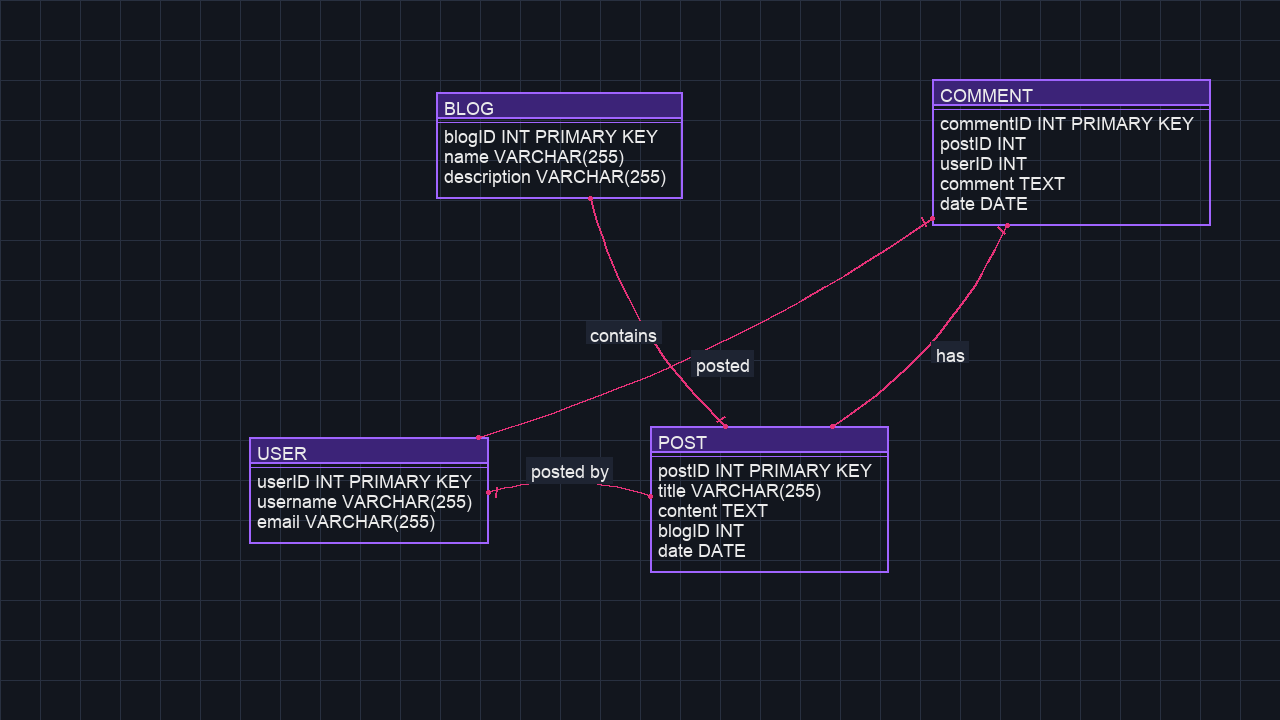 BLOG
blogID INT PRIMARY KEY
name VARCHAR(255)
description VARCHAR(255)
COMMENT
commentID INT PRIMARY KEY
postID INT
userID INT
comment TEXT
date DATE
contains
posted
has
USER
userID INT PRIMARY KEY
username VARCHAR(255)
email VARCHAR(255)
posted by
POST
postID INT PRIMARY KEY
title VARCHAR(255)
content TEXT
blogID INT
date DATE